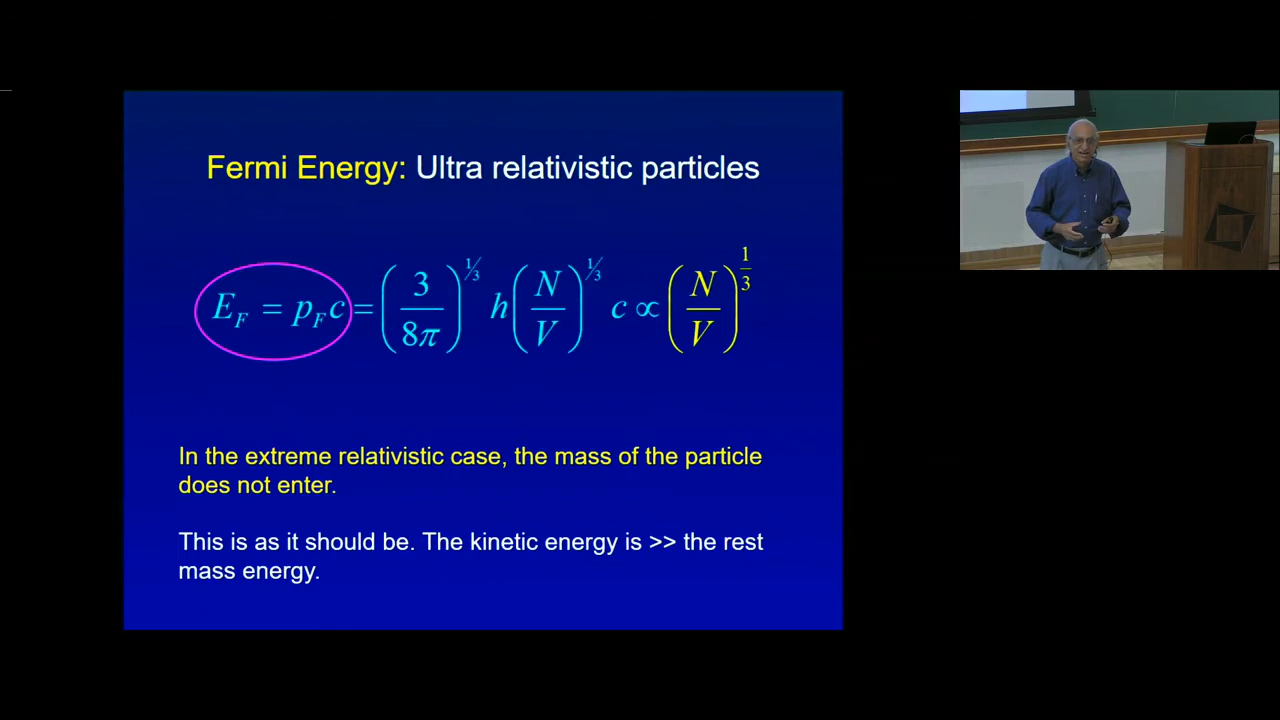 Fermi Energy: Ultra relativistic particles
E_F = p_F c = (3/8π)^{1/3} h (N/V)^{1/3} c ∝ (N/V)^{1/3}
In the extreme relativistic case, the mass of the particle
does not enter.
This is as it should be. The kinetic energy is >> the rest
mass energy.